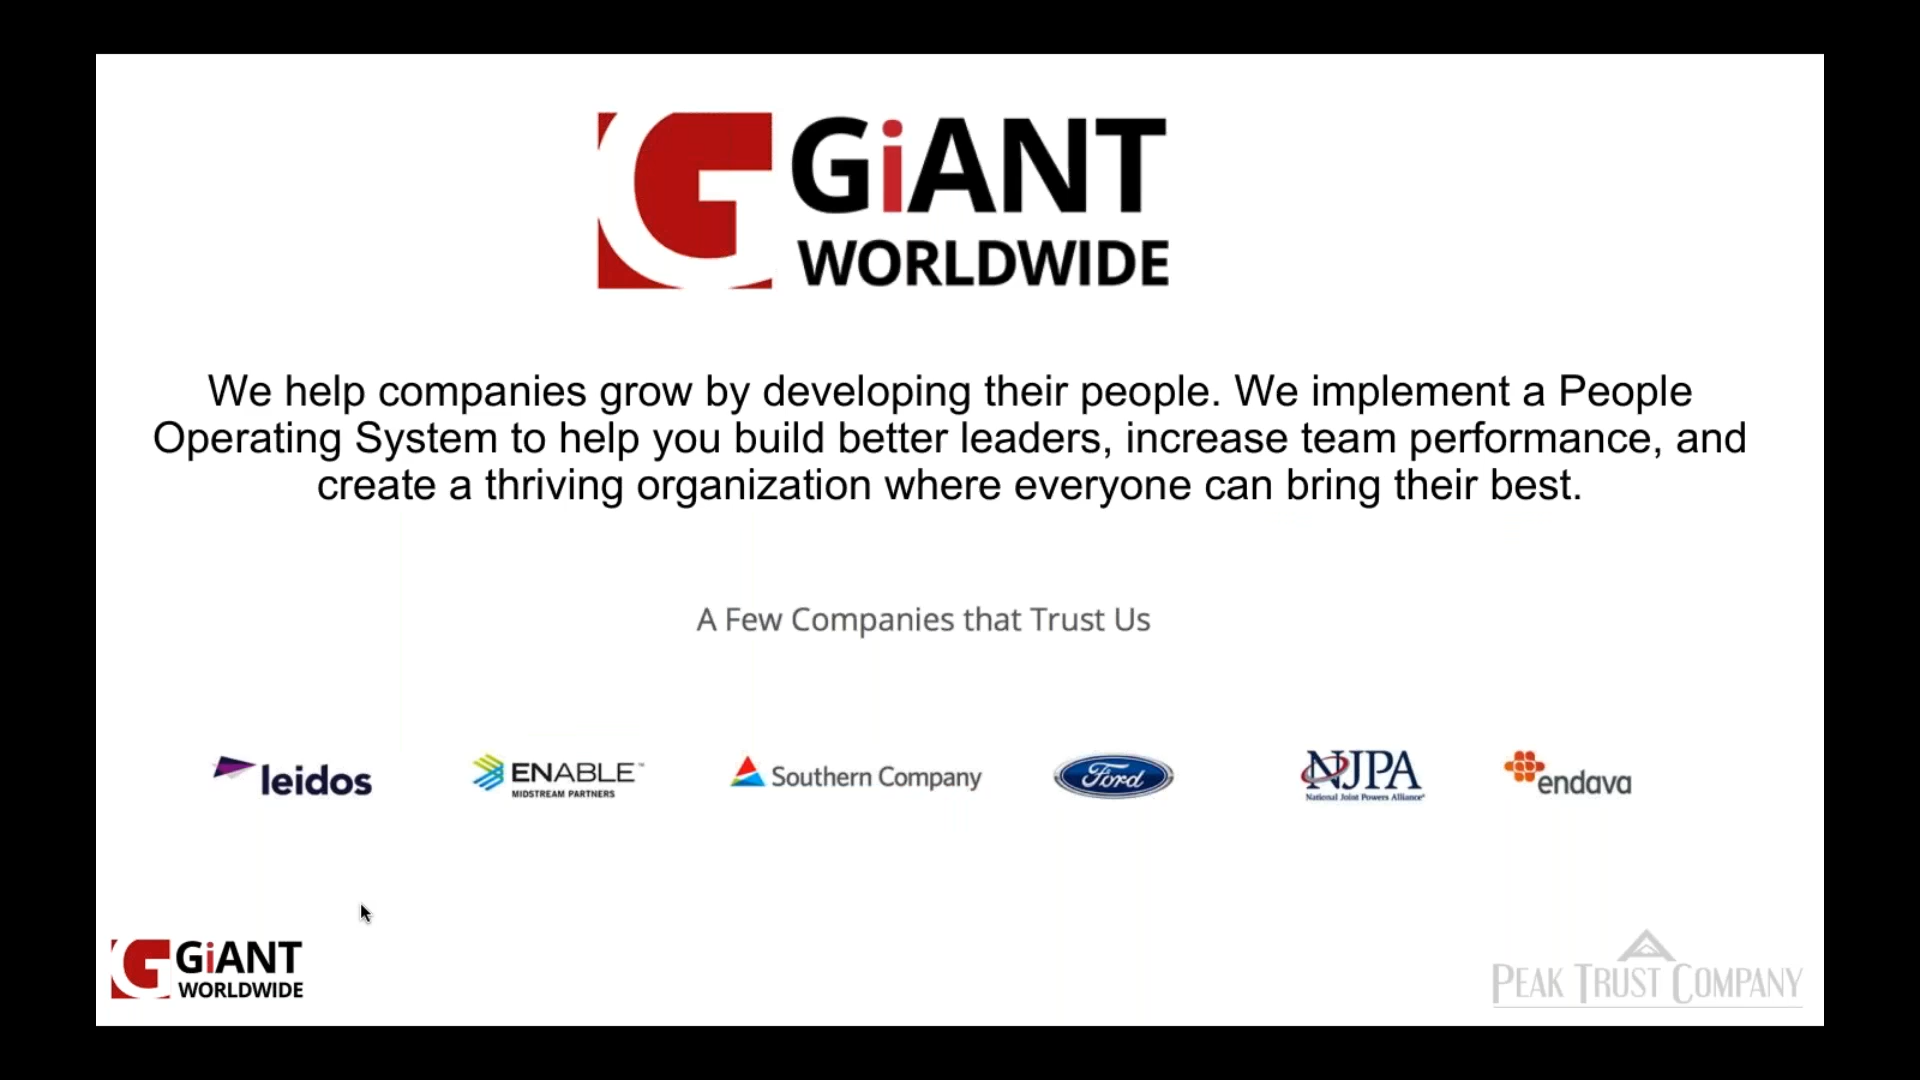 GiANT
WORLDWIDE
We help companies grow by developing their people. We implement a People
Operating System to help you build better leaders, increase team performance, and
create a thriving organization where everyone can bring their best.
A Few Companies that Trust Us
leidos
ENABLE™
MIDSTREAM PARTNERS
Southern Company
Ford
NJPA
National Joint Powers Alliance®
endava
GiANT
WORLDWIDE
PEAK TRUST COMPANY